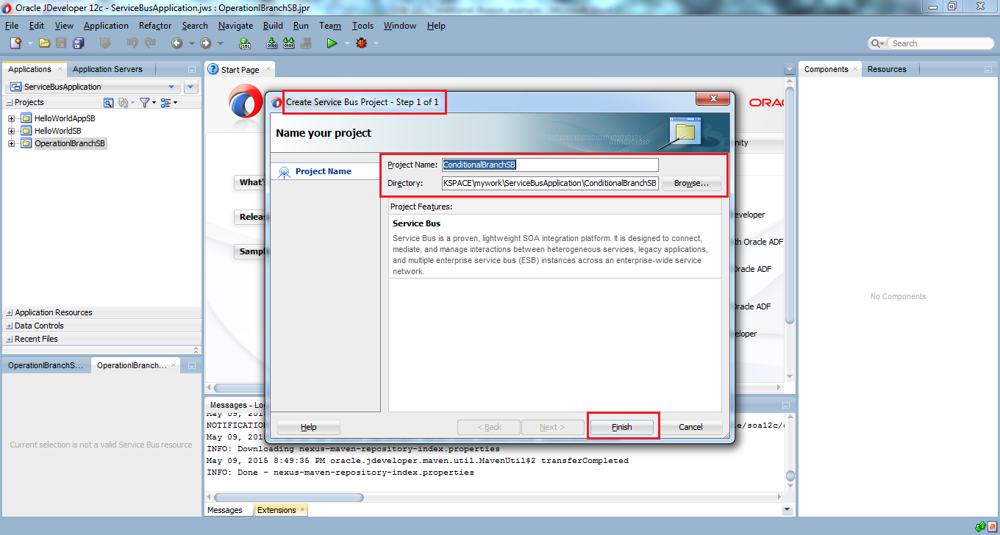 Oracle JDeveloper 12c - ServiceBusApplication.jws : OperationlBranchSB.jpr
File Edit View Application Refactor Search Navigate Build Run Team Tools Window Help
Search
Applications
Application Servers
Start Page
Components
Resources
ServiceBusApplication
Projects
HelloWorldAppSB
HelloWorldSB
OperationlBranchSB
Application Resources
Data Controls
Recent Files
OperationlBranchS...
OperationlBranch...
Current selection is not a valid Service Bus resource
What's
Relea
Sampl
ORA
nity
eveloper
th Oracle ADF
Oracle ADF
Oracle ADF
eloper
Create Service Bus Project - Step 1 of 1
Name your project
Project Name
Project Name: ConditionalBranchSB
Directory: KSPACE\mywork\ServiceBusApplication\ConditionalBranchSB Browse...
Project Features:
Service Bus
Service Bus is a proven, lightweight SOA integration platform. It is designed to connect,
mediate, and manage interactions between heterogeneous services, legacy applications,
and multiple enterprise service bus (ESB) instances across an enterprise-wide service
network.
Help
< Back
Next >
Finish
Cancel
No Components
Messages - Lo
May 09, 2015
NOTIFICATION
e/soa12c/
May 09, 2015
INFO: Downloading nexus-maven-repository-index.properties
May 09, 2015 8:49:35 PM oracle.jdeveloper.maven.util.MavenUtil$2 transferCompleted
INFO: Done - nexus-maven-repository-index.properties
Messages
Extensions